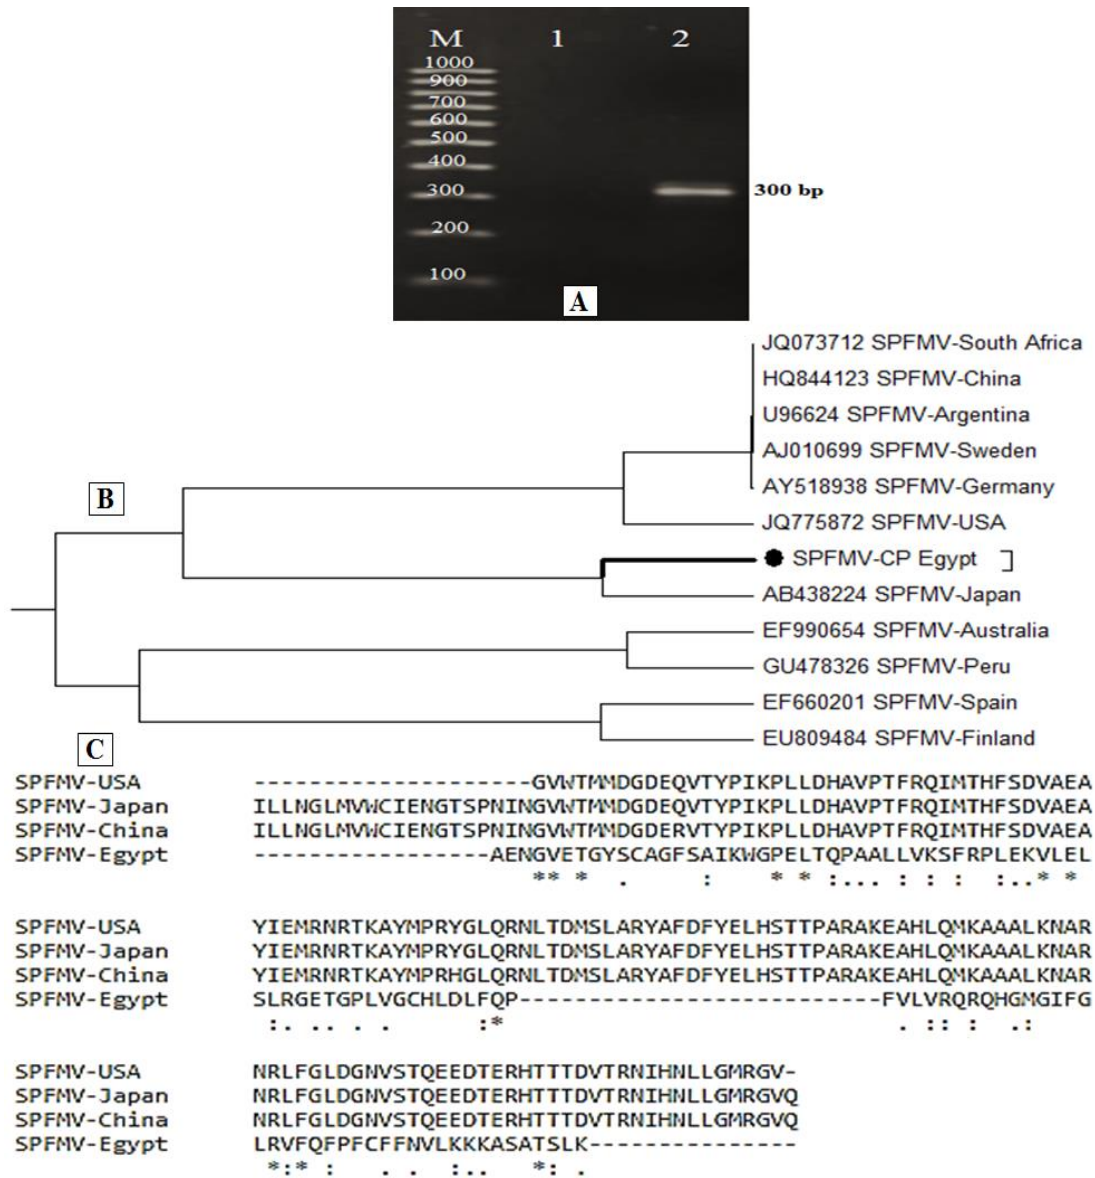 M 1 2
1000
900
700
600
500
400
300
300 bp
200
100
A
JQ073712 SPFMV-South Africa
HQ844123 SPFMV-China
U96624 SPFMV-Argentina
AJ010699 SPFMV-Sweden
AY518938 SPFMV-Germany
B
JQ775872 SPFMV-USA
SPFMV-CP Egypt
AB438224 SPFMV-Japan
EF990654 SPFMV-Australia
GU478326 SPFMV-Peru
EF660201 SPFMV-Spain
EU809484 SPFMV-Finland
C
SPFMV-USA -------------------GVWTMMDGDEQVTYPIKPLLDHAVPTFRQIMTHFSDVAEA
SPFMV-Japan ILLNGLMVWCIENGTSPNINGVWTMMDGDEQVTYPIKPLLDHAVPTFRQIMTHFSDVAEA
SPFMV-China ILLNGLMVWCIENGTSPNINGVWTMMDGDERVTYPIKPLLDHAVPTFRQIMTHFSDVAEA
SPFMV-Egypt ----------------AENGVETGYSCAGFSAIKWGPELTQPAALLVKSFRPLEKVLEL
** * . : * * :... : : : :..* *
SPFMV-USA YIEMRNRTKAYMPRYGLQRNLTDMSLARYAFDFYELHSTTPARAKEAHLQMKAAALKNAR
SPFMV-Japan YIEMRNRTKAYMPRYGLQRNLTDMSLARYAFDFYELHSTTPARAKEAHLQMKAAALKNAR
SPFMV-China YIEMRNRTKAYMPRHGLQRNLTDMSLARYAFDFYELHSTTPARAKEAHLQMKAAALKNAR
SPFMV-Egypt SLRGETGPLVGCHLDLFQP-------------------------FVLVRQRQHGMGIFG
:. .. . . :* . :: : .:
SPFMV-USA NRLFGLDGNVSTQEEDTERHTTTDVTRNIHNLLGMRGV-
SPFMV-Japan NRLFGLDGNVSTQEEDTERHTTTDVTRNIHNLLGMRGVQ
SPFMV-China NRLFGLDGNVSTQEEDTERHTTTDVTRNIHNLLGMRGVQ
SPFMV-Egypt LRVFQFPFCFFNVLKKKASATSLK---------------
*:* : . . :.. *: .